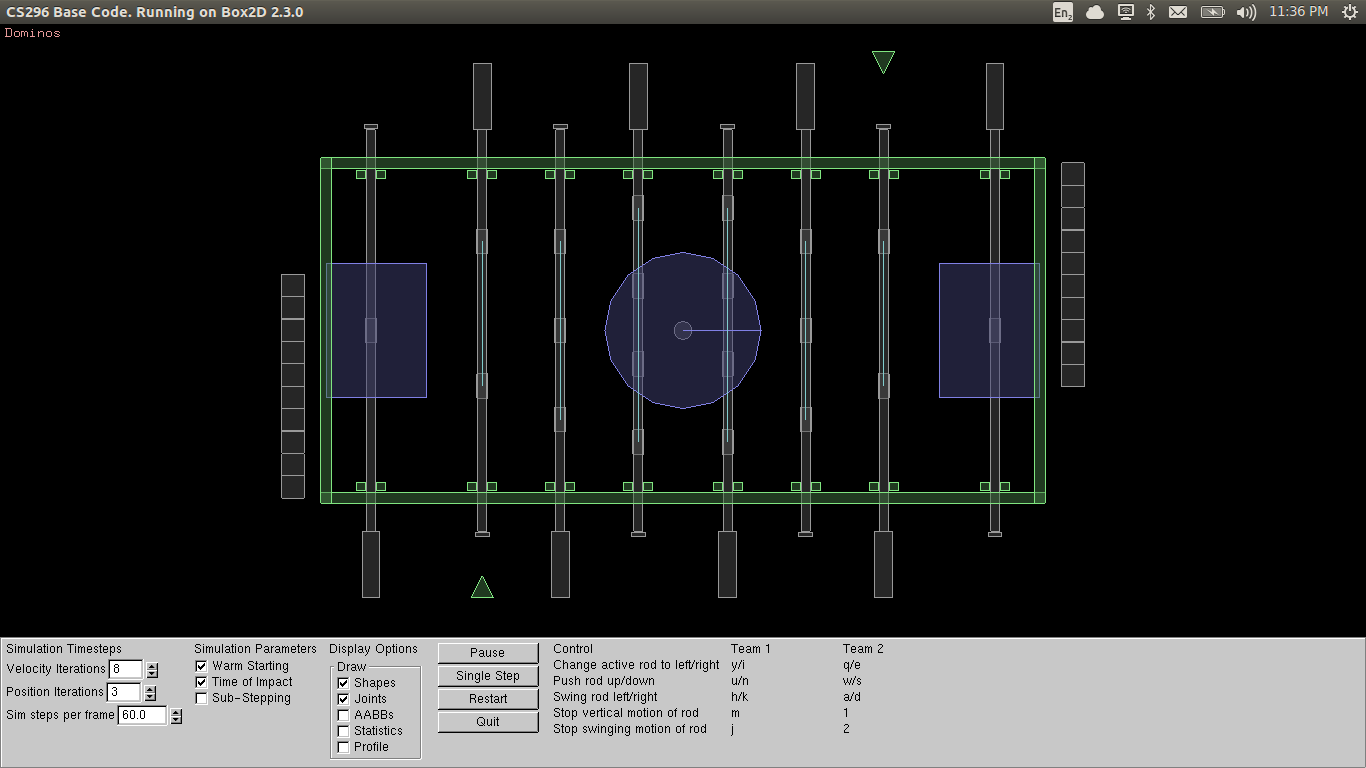 CS296 Base Code. Running on Box2D 2.3.0
En2
11:36 PM
Dominos
Simulation Timesteps
Velocity Iterations 8
Position Iterations 3
Sim steps per frame 60.0
Simulation Parameters
Warm Starting
Time of Impact
Sub-Stepping
Display Options
Draw
Shapes
Joints
AABBs
Statistics
Profile
Pause
Single Step
Restart
Quit
Control Team 1 Team 2
Change active rod to left/right y/i q/e
Push rod up/down u/n w/s
Swing rod left/right h/k a/d
Stop vertical motion of rod m 1
Stop swinging motion of rod j 2